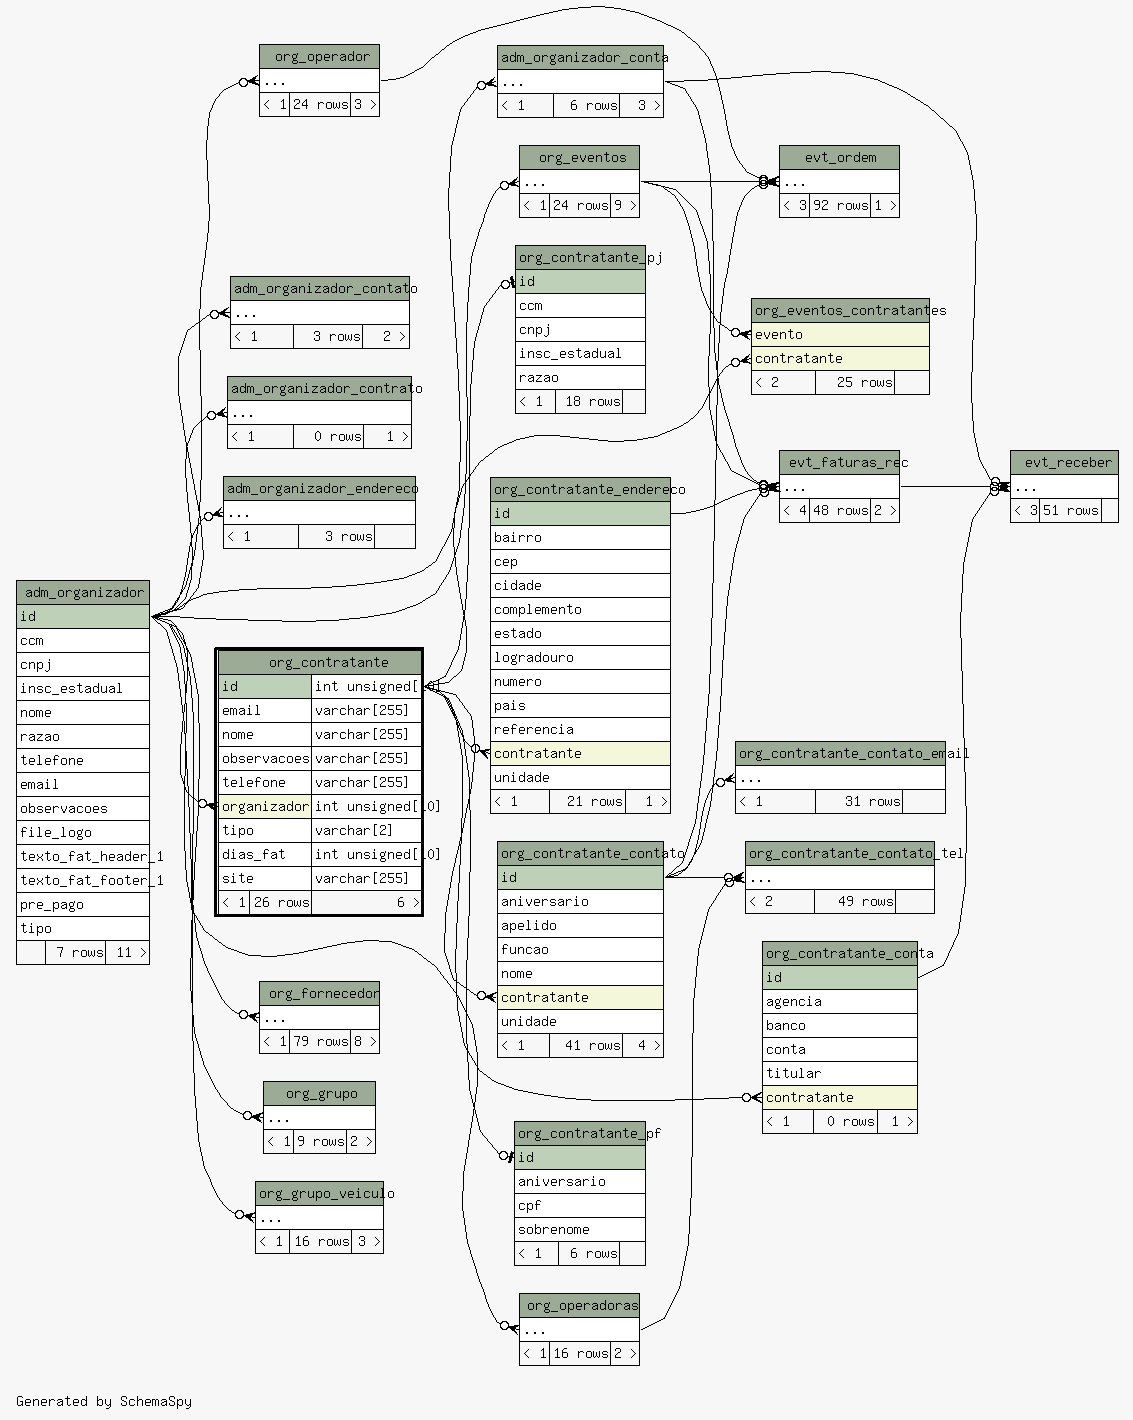 org_operador
...
< 1 24 rows 3 >
adm_organizador_conta
...
< 1 6 rows 3 >
org_eventos
...
< 1 24 rows 9 >
evt_ordem
...
< 3 92 rows 1 >
org_contratante_pj
id
ccm
cnpj
insc_estadual
razao
< 1 18 rows
adm_organizador_contato
...
< 1 3 rows 2 >
org_eventos_contratantes
evento
contratante
< 2 25 rows
adm_organizador_contrato
...
< 1 0 rows 1 >
evt_faturas_rec
...
< 4 48 rows 2 >
evt_receber
...
< 3 51 rows
adm_organizador_endereco
...
< 1 3 rows
org_contratante_endereco
id
bairro
cep
cidade
complemento
estado
logradouro
numero
pais
referencia
contratante
unidade
< 1 21 rows 1 >
adm_organizador
id
ccm
cnpj
insc_estadual
nome
razao
telefone
email
observacoes
file_logo
texto_fat_header_1
texto_fat_footer_1
pre_pago
tipo
7 rows 11 >
org_contratante
id int unsigned[10]
email varchar[255]
nome varchar[255]
observacoes varchar[255]
telefone varchar[255]
organizador int unsigned[10]
tipo varchar[2]
dias_fat int unsigned[10]
site varchar[255]
< 1 26 rows 6 >
org_contratante_contato_email
...
< 1 31 rows
org_contratante_contato
id
aniversario
apelido
funcao
nome
contratante
unidade
< 1 41 rows 4 >
org_contratante_contato_tel
...
< 2 49 rows
org_contratante_conta
id
agencia
banco
conta
titular
contratante
< 1 0 rows 1 >
org_fornecedor
...
< 1 79 rows 8 >
org_grupo
...
< 1 9 rows 2 >
org_contratante_pf
id
aniversario
cpf
sobrenome
< 1 6 rows
org_grupo_veiculo
...
< 1 16 rows 3 >
org_operadoras
...
< 1 16 rows 2 >
Generated by SchemaSpy